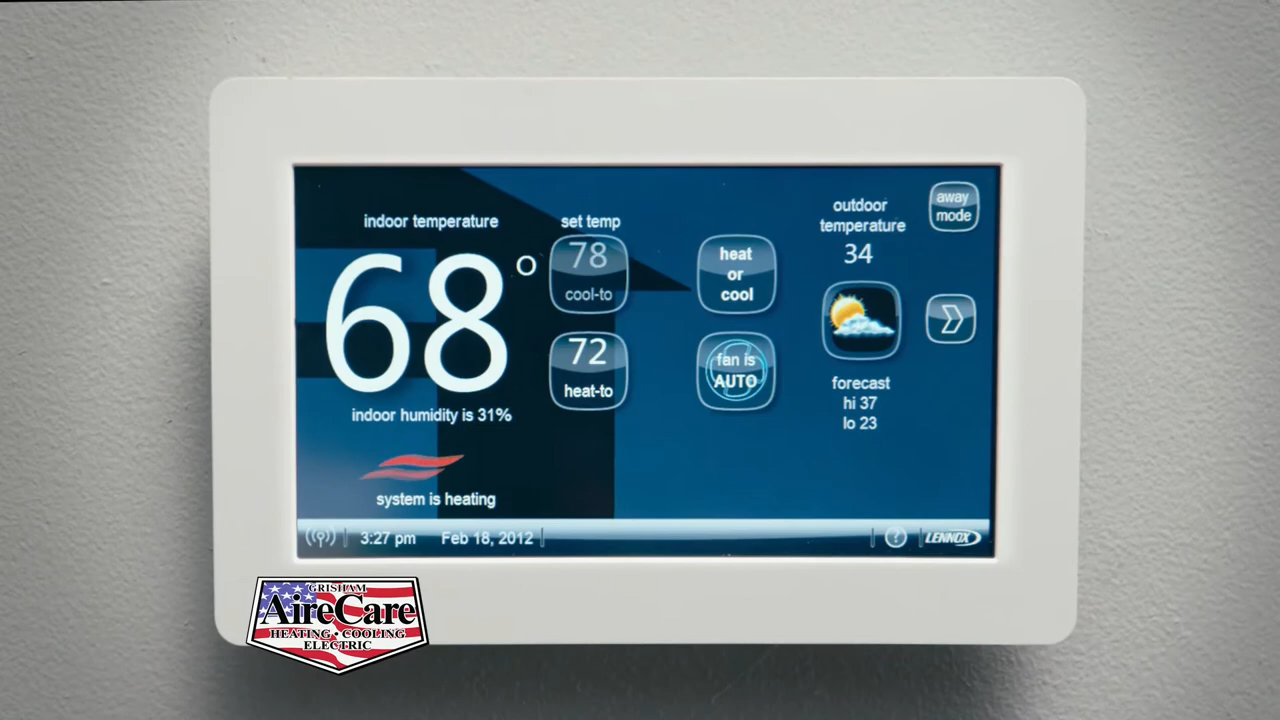 indoor temperature
68°
indoor humidity is 31%
system is heating
set temp
78
cool-to
72
heat-to
heat
or
cool
fan is
AUTO
outdoor
temperature
34
forecast
hi 37
lo 23
away
mode
3:27 pm
Feb 18, 2012
?
LENNOX
GRISHAM
AireCare
HEATING • COOLING
ELECTRIC